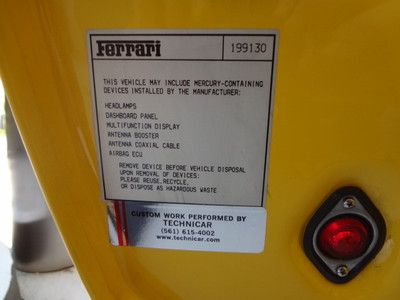 Ferrari 199130
THIS VEHICLE MAY INCLUDE MERCURY-CONTAINING
DEVICES INSTALLED BY THE MANUFACTURER:
HEADLAMPS
DASHBOARD PANEL
MULTIFUNCTION DISPLAY
ANTENNA BOOSTER
ANTENNA COAXIAL CABLE
AIRBAG ECU
REMOVE DEVICE BEFORE VEHICLE DISPOSAL
UPON REMOVAL OF DEVICES:
PLEASE REUSE,RECYCLE,
OR DISPOSE AS HAZARDOUS WASTE
CUSTOM WORK PERFORMED BY
TECHNICAR
(561) 615-4002
www.technicar.com